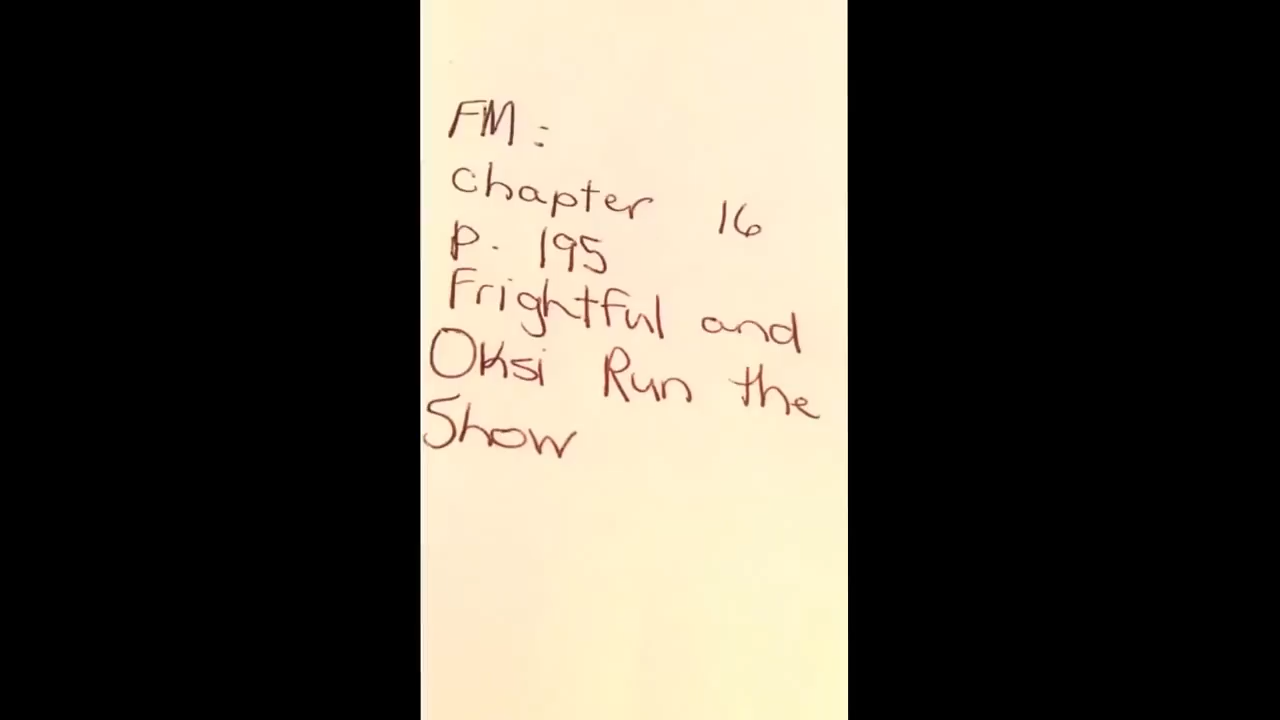 FM:
chapter 16
p. 195
Frightful and
Oksi Run the
Show